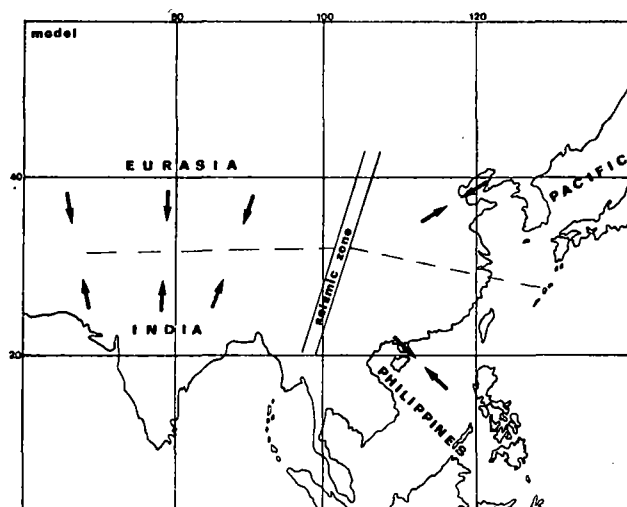 80
100
120
model
EURASIA
40
PACIFIC
seismic zone
INDIA
20
PHILIPPINES